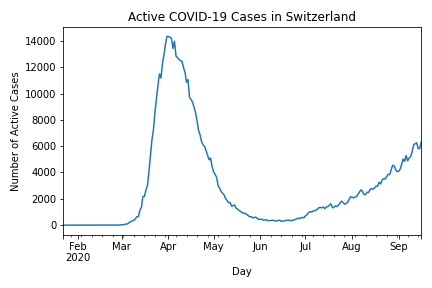 Active COVID-19 Cases in Switzerland
Number of Active Cases
14000
12000
10000
8000
6000
4000
2000
0
Feb Mar Apr May Jun Jul Aug Sep
2020
Day